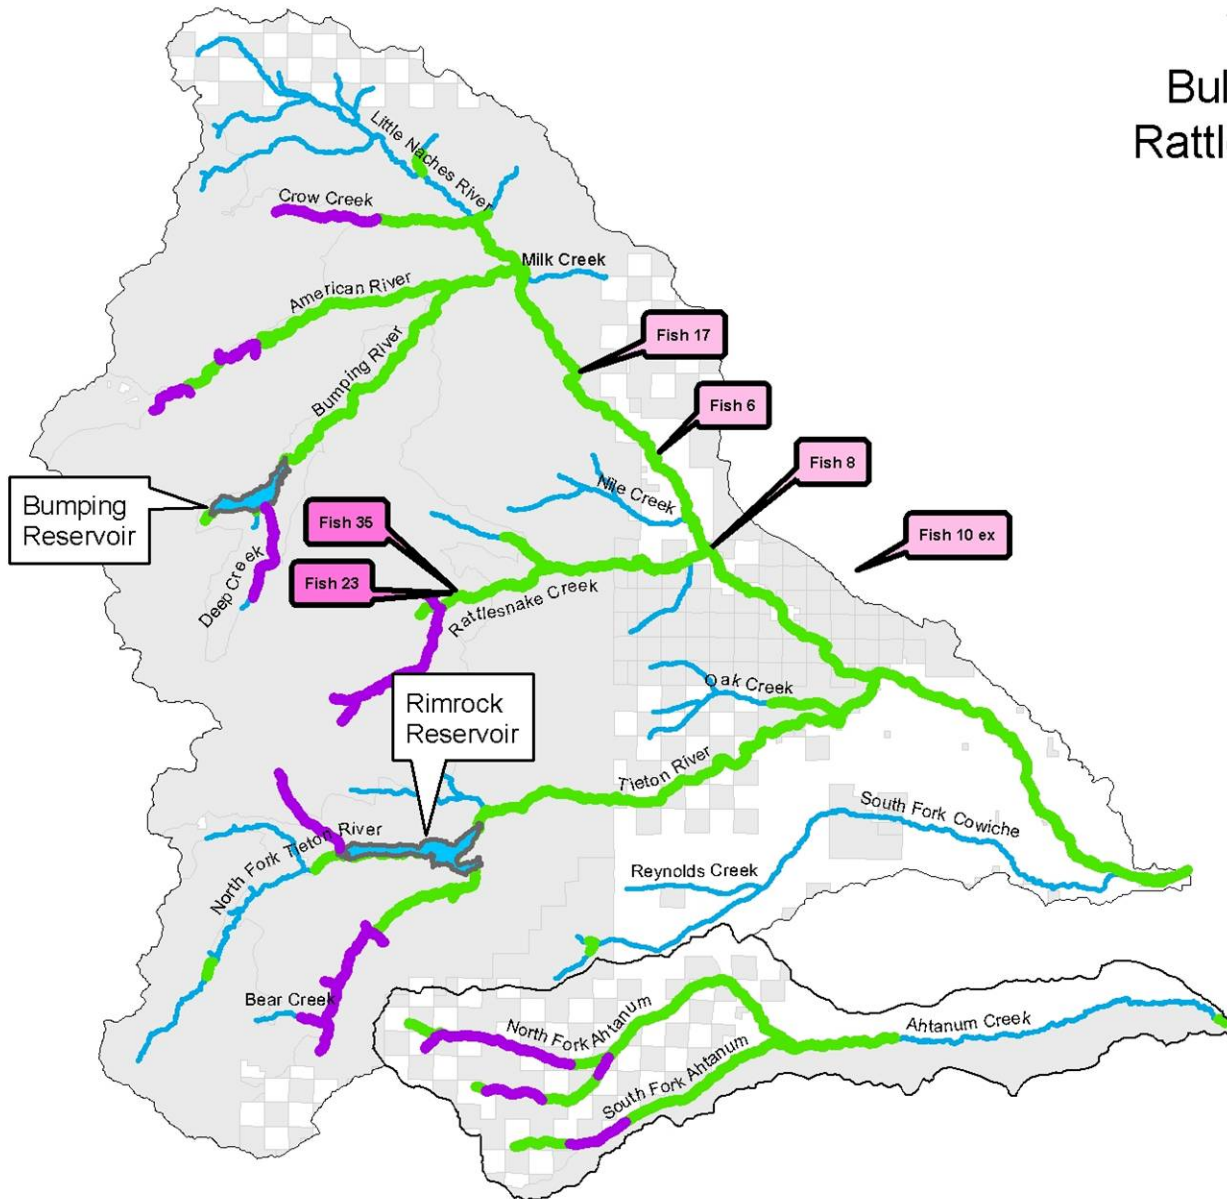 Bul
Rattl
Little Naches River
Crow Creek
Milk Creek
American River
Fish 17
Bumping River
Fish 6
Fish 8
Bumping
Reservoir
Nile Creek
Fish 35
Fish 10 ex
Fish 23
Deep Creek
Rattlesnake Creek
Oak Creek
Rimrock
Reservoir
Tieton River
South Fork Cowiche
North Fork Tieton River
Reynolds Creek
Bear Creek
North Fork Ahtanum
Ahtanum Creek
South Fork Ahtanum